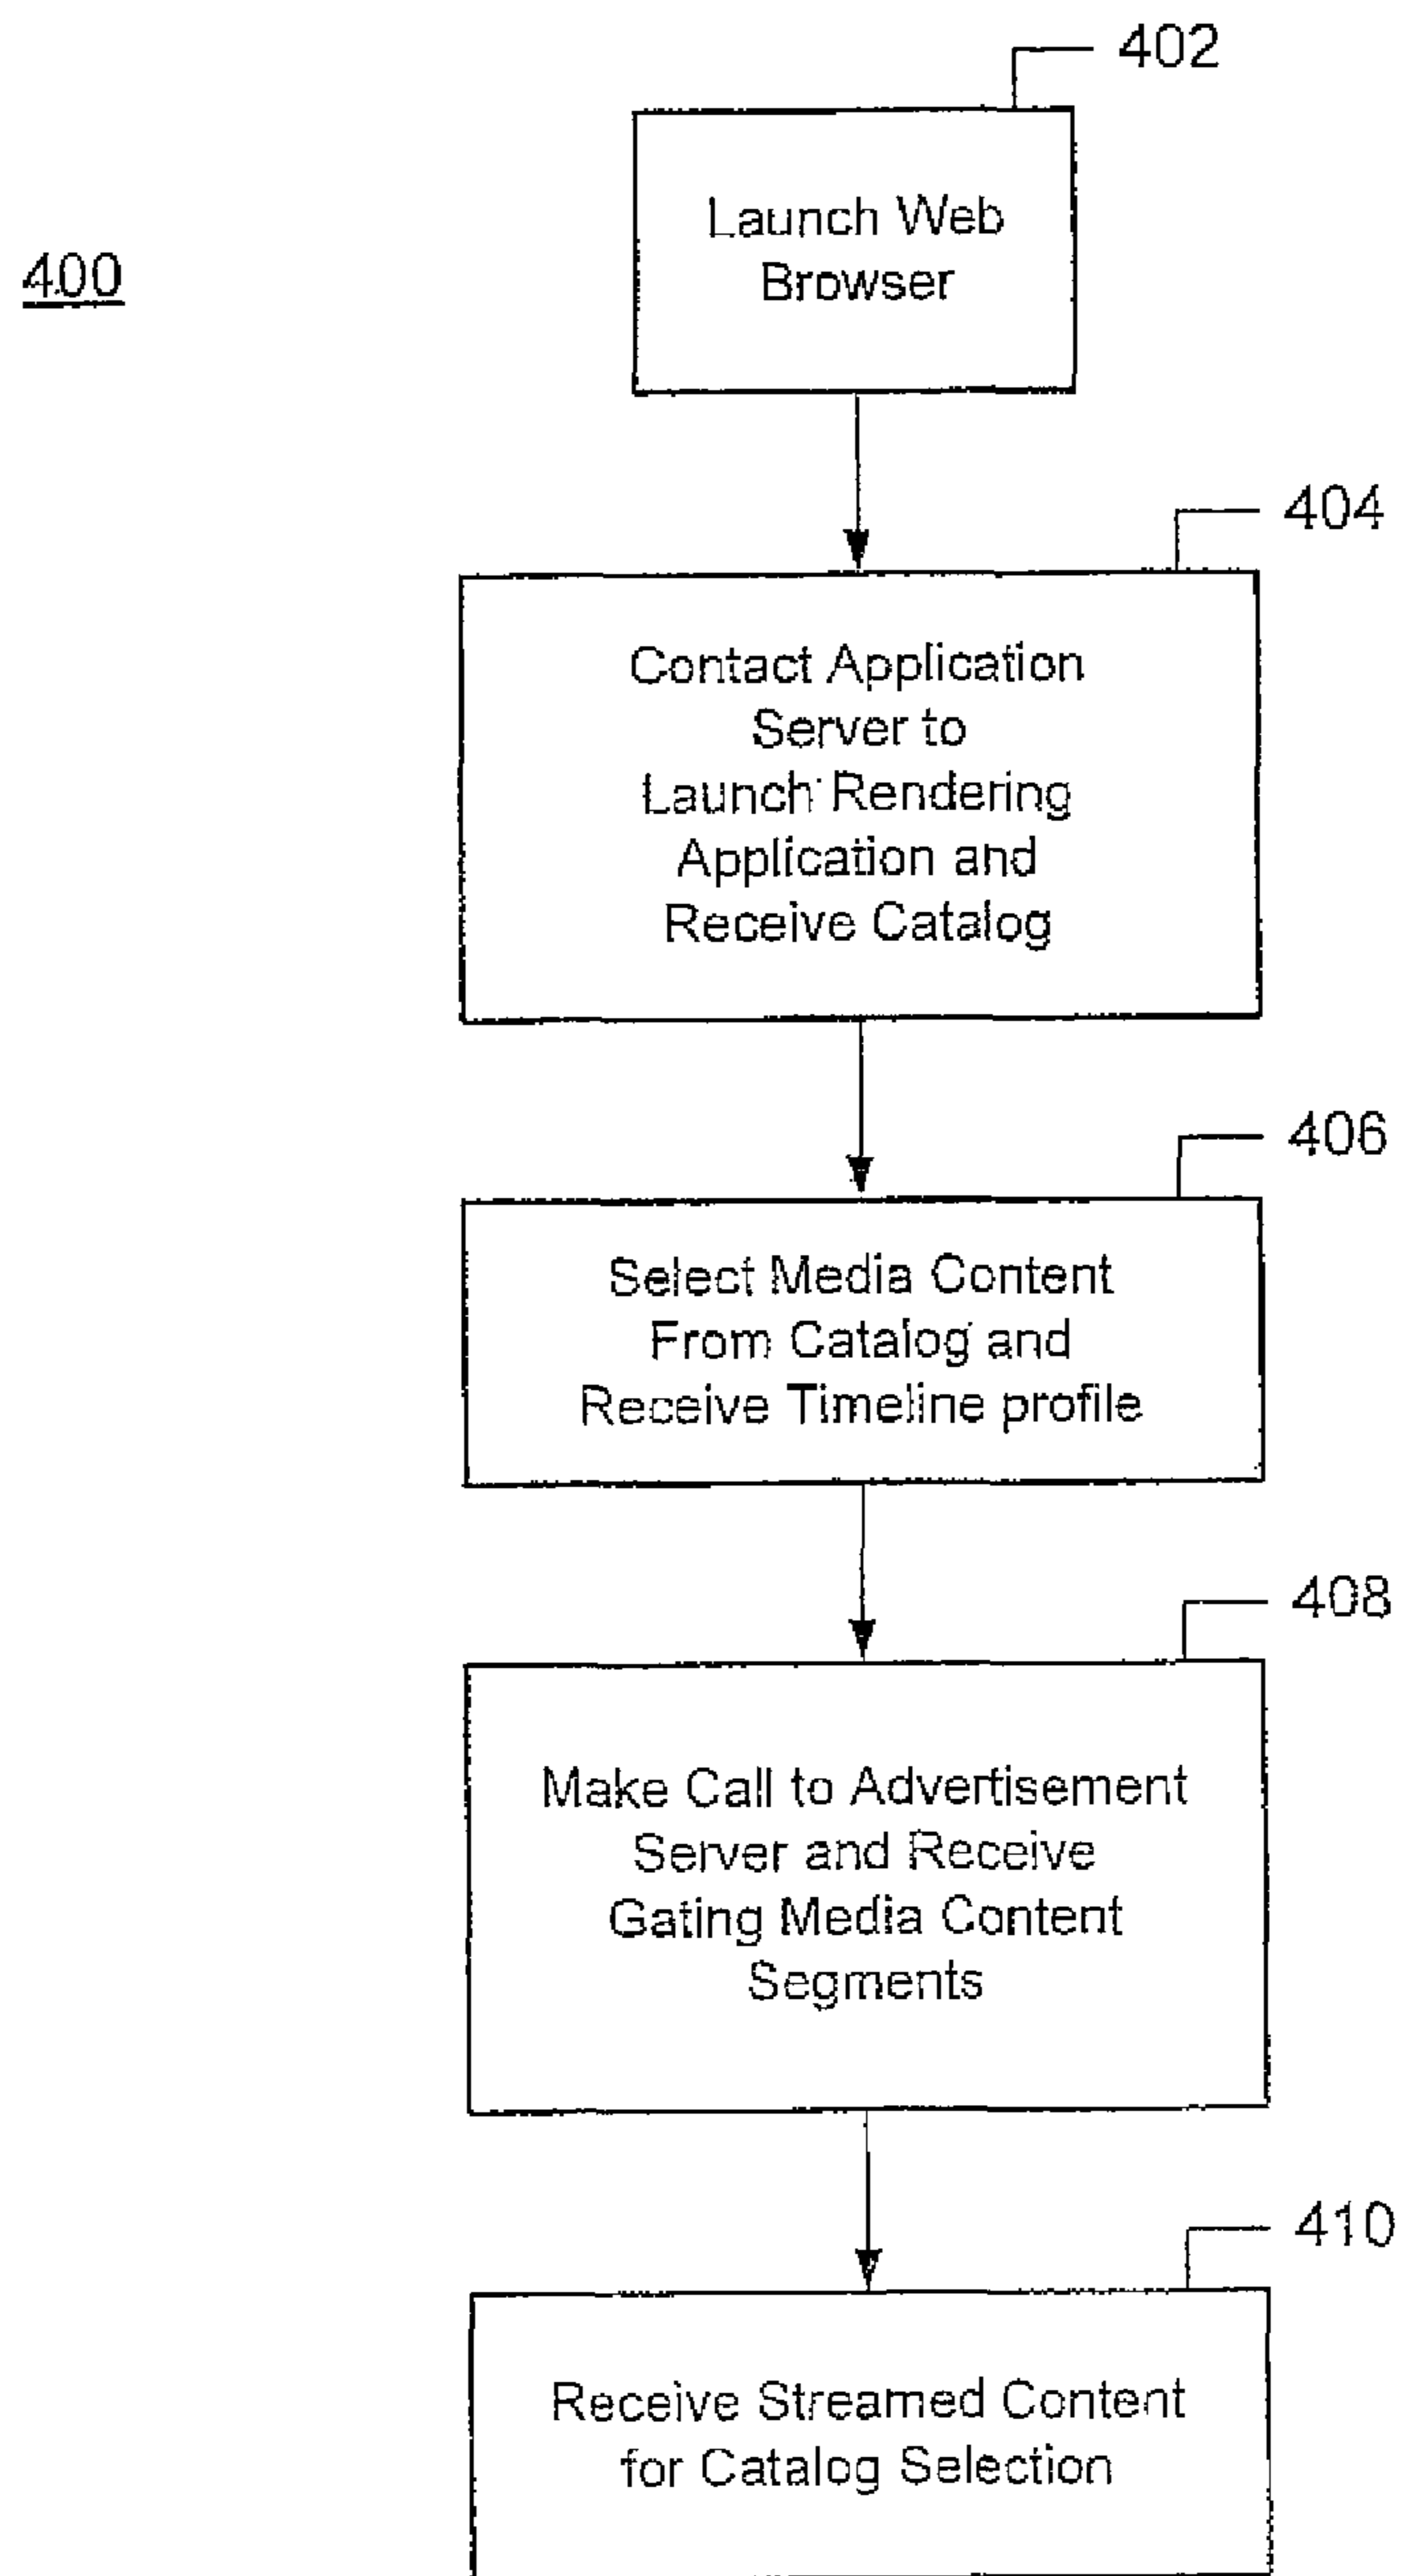 402
Launch Web
Browser
400
404
Contact Application
Server to
Launch Rendering
Application and
Receive Catalog
406
Select Media Content
From Catalog and
Receive Timeline profile
408
Make Call to Advertisement
Server and Receive
Gating Media Content
Segments
410
Receive Streamed Content
for Catalog Selection